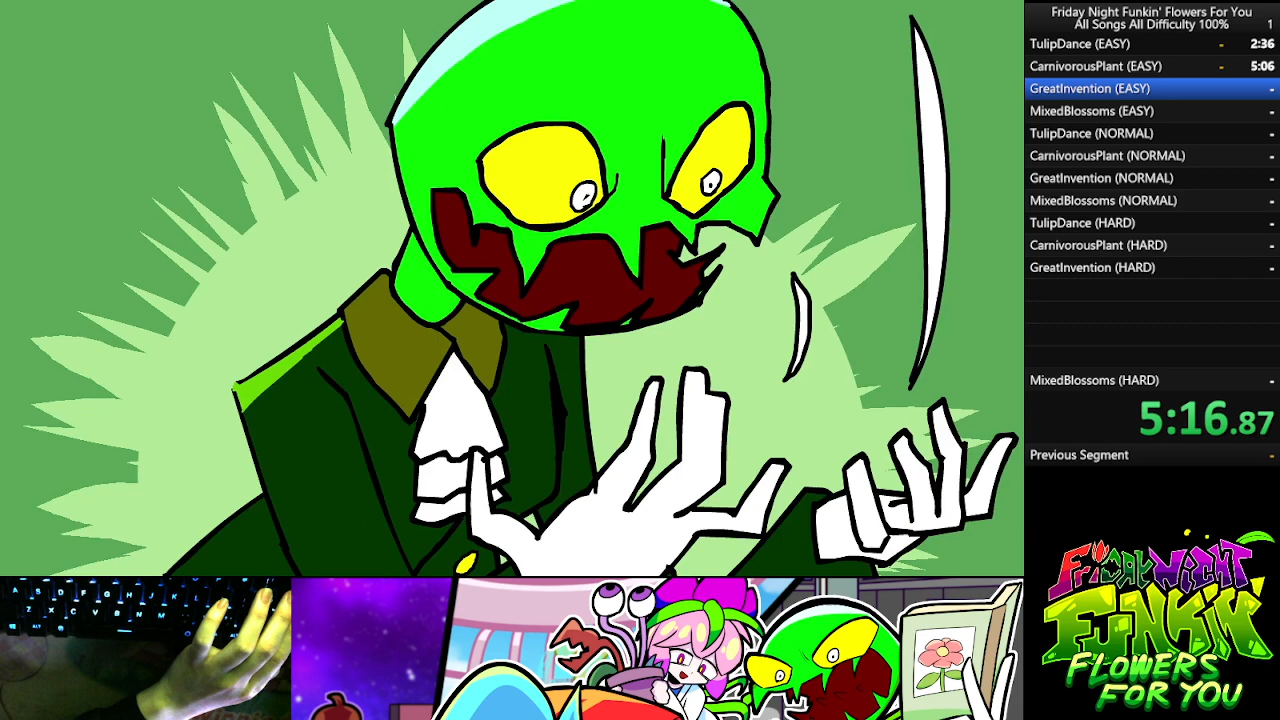 Friday Night Funkin' Flowers For You
All Songs All Difficulty 100% 1
TulipDance (EASY) - 2:36
CarnivorousPlant (EASY) - 5:06
GreatInvention (EASY) -
MixedBlossoms (EASY) -
TulipDance (NORMAL) -
CarnivorousPlant (NORMAL) -
GreatInvention (NORMAL) -
MixedBlossoms (NORMAL) -
TulipDance (HARD) -
CarnivorousPlant (HARD) -
GreatInvention (HARD) -
MixedBlossoms (HARD) -
5:16.87
Previous Segment -
FRIDAY NIGHT
FUNKIN'
FLOWERS
FOR YOU